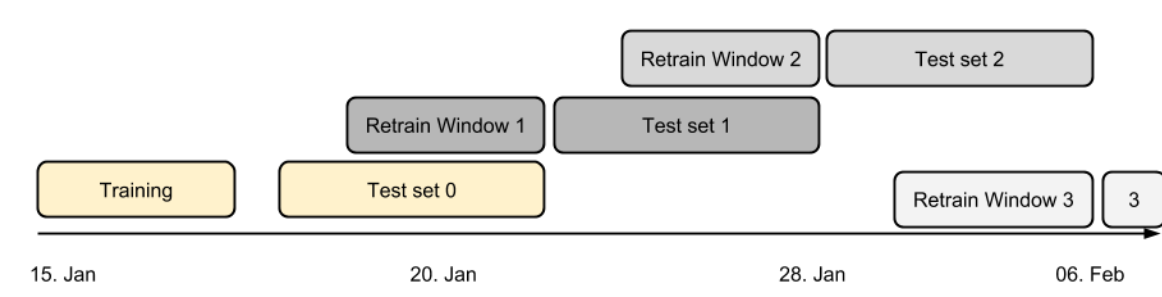 Retrain Window 2
Test set 2
Retrain Window 1
Test set 1
Training
Test set 0
Retrain Window 3
3
15. Jan
20. Jan
28. Jan
06. Feb